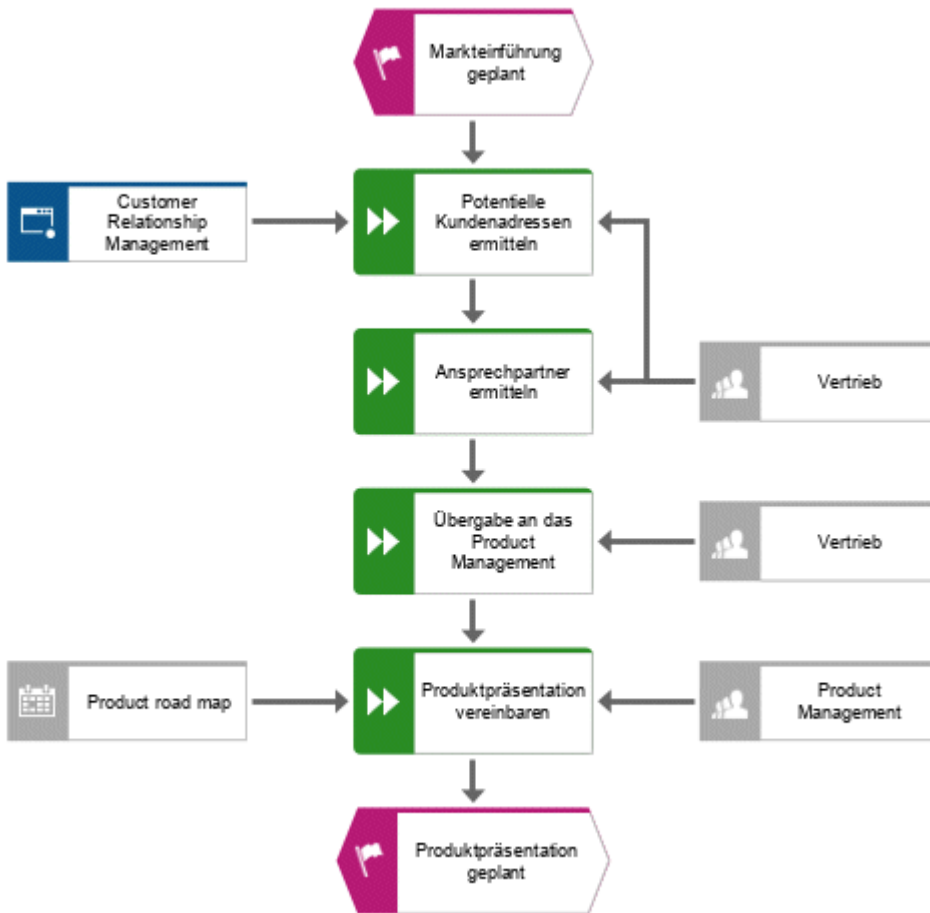 Markteinführung
geplant
Customer
Relationship
Management
Potentielle
Kundenadressen
ermitteln
Ansprechpartner
ermitteln
Vertrieb
Übergabe an das
Product
Management
Vertrieb
Product road map
Produktpräsentation
vereinbaren
Product
Management
Produktpräsentation
geplant